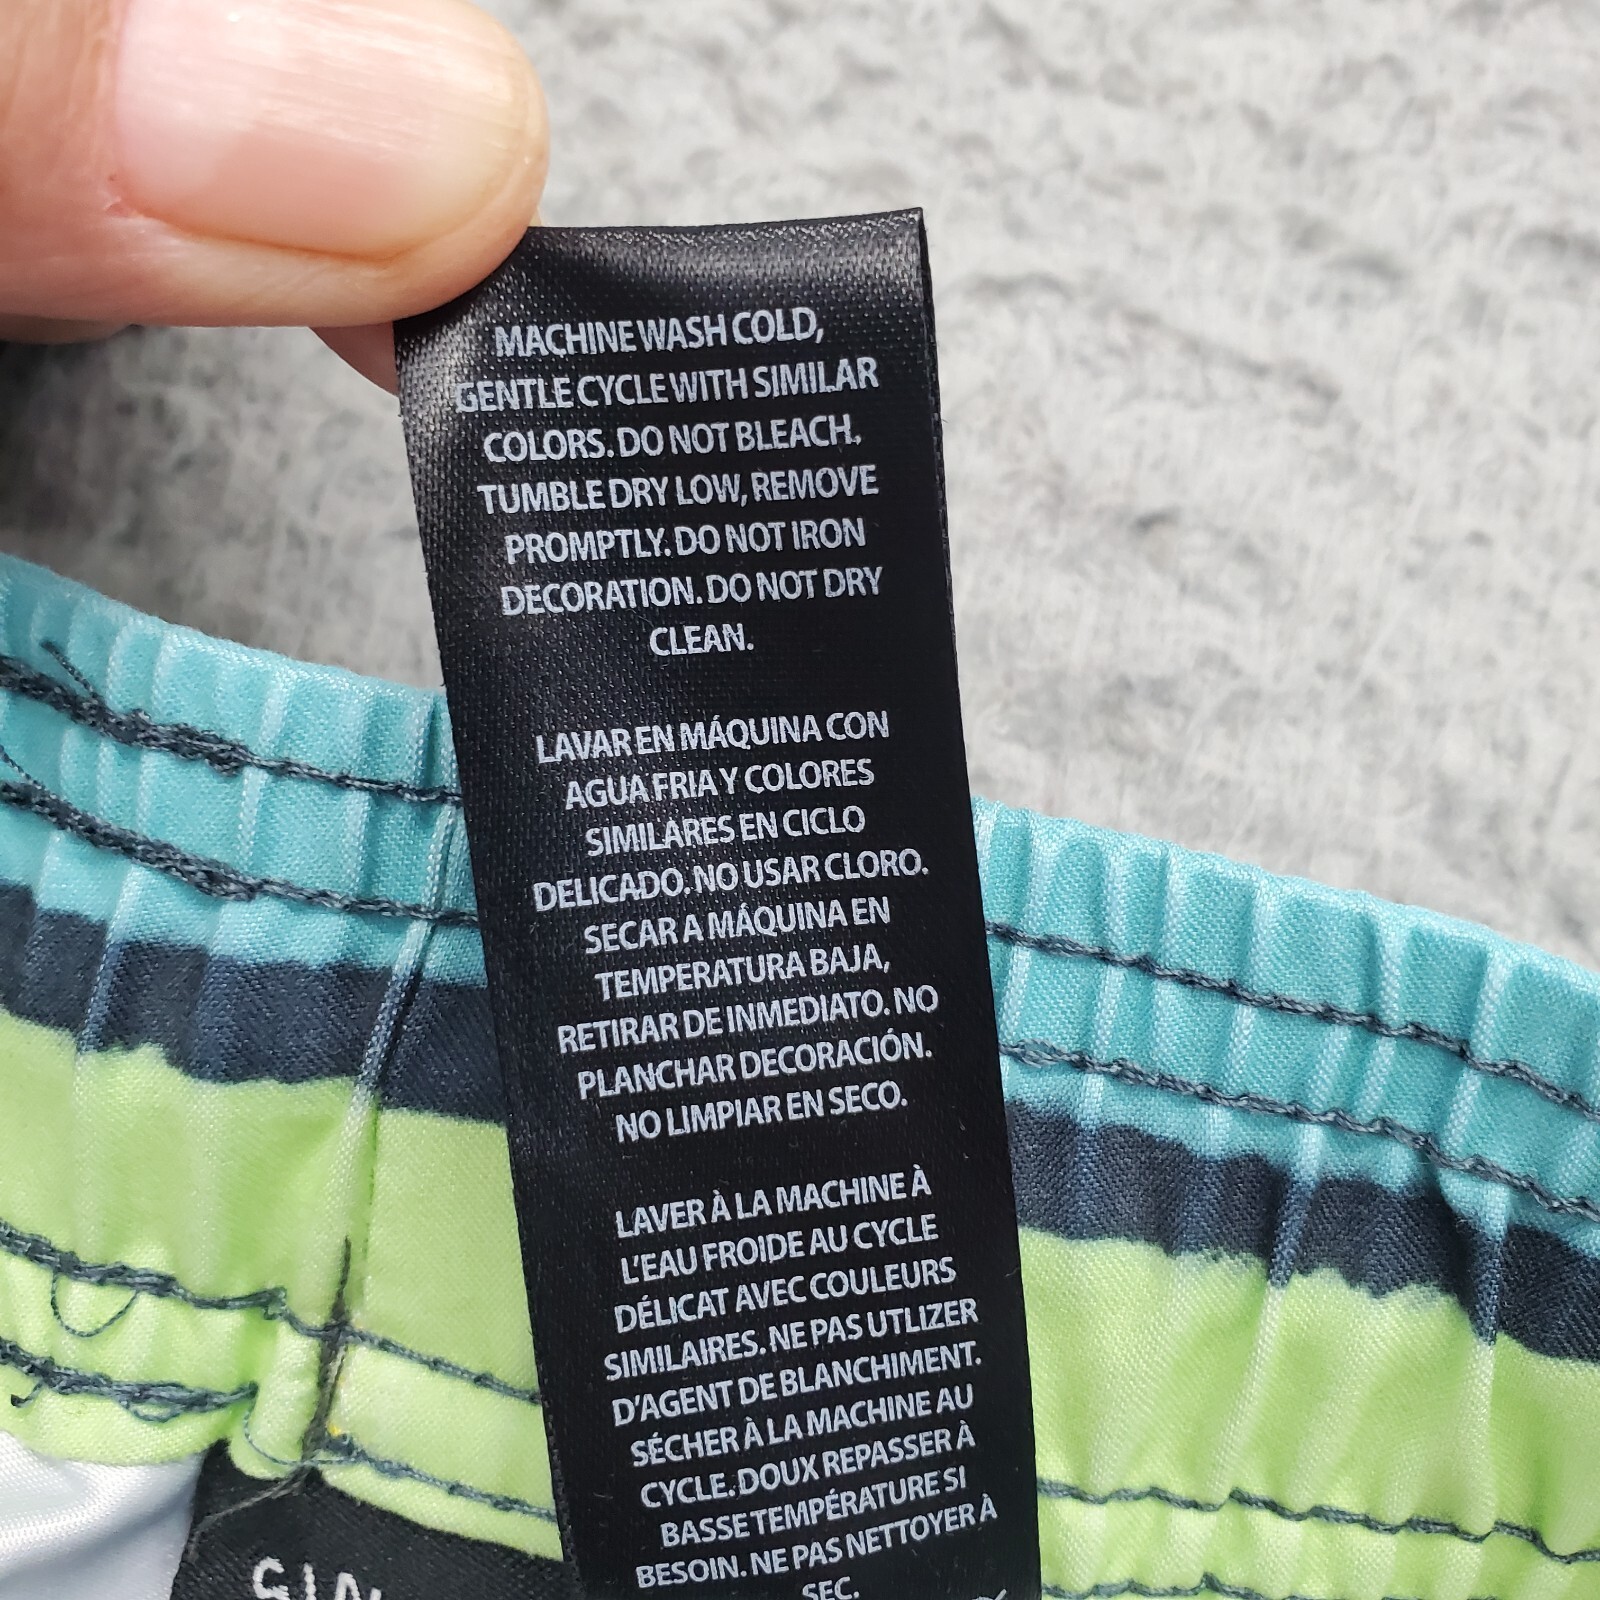 MACHINE WASH COLD,
GENTLE CYCLE WITH SIMILAR
COLORS. DO NOT BLEACH.
TUMBLE DRY LOW, REMOVE
PROMPTLY. DO NOT IRON
DECORATION. DO NOT DRY
CLEAN.
LAVAR EN MÁQUINA CON
AGUA FRIA Y COLORES
SIMILARES EN CICLO
DELICADO. NO USAR CLORO.
SECAR A MÁQUINA EN
TEMPERATURA BAJA,
RETIRAR DE INMEDIATO. NO
PLANCHAR DECORACIÓN.
NO LIMPIAR EN SECO.
LAVER À LA MACHINE À
L'EAU FROIDE AU CYCLE
DÉLICAT AVEC COULEURS
SIMILAIRES. NE PAS UTLIZER
D'AGENT DE BLANCHIMENT.
SÉCHER À LA MACHINE AU
CYCLE. DOUX REPASSER À
BASSE TEMPÉRATURE SI
BESOIN. NE PAS NETTOYER À
SEC.